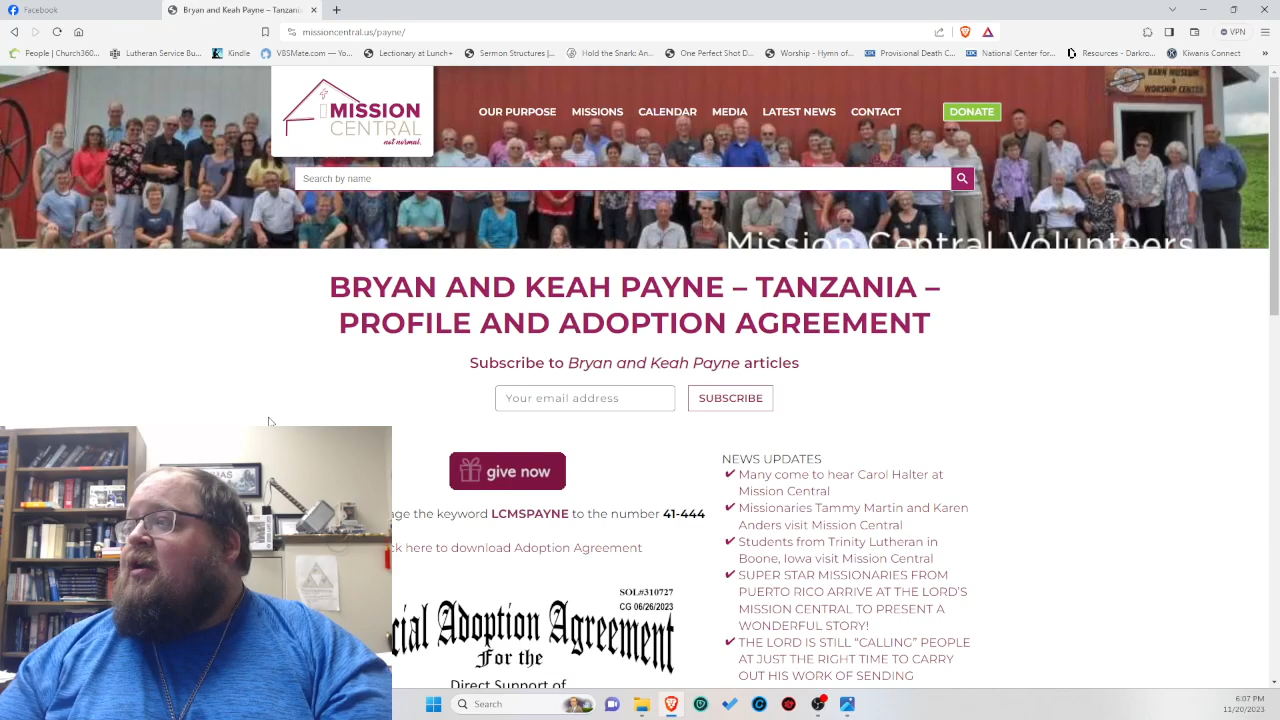 Facebook
Bryan and Keah Payne – Tanzani
missioncentral.us/payne/
VPN
People | Church360...
Lutheran Service Bu...
Kindle
VBSMate.com — Yo...
Lectionary at Lunch+
Sermon Structures |...
Hold the Snark: An...
One Perfect Shot D...
Worship - Hymn of...
Provisional Death C...
National Center for...
Resources - Darkro...
Kiwanis Connect
»
MISSION
CENTRAL
not normal.
OUR PURPOSE MISSIONS CALENDAR MEDIA LATEST NEWS CONTACT DONATE
BARN MUSEUM
WORSHIP CENTER
Search by name
Mission Central Volunteers
BRYAN AND KEAH PAYNE – TANZANIA –
PROFILE AND ADOPTION AGREEMENT
Subscribe to Bryan and Keah Payne articles
Your email address
SUBSCRIBE
give now
age the keyword LCMSPAYNE to the number 41-444
ck here to download Adoption Agreement
SOL#310727
CG 06/26/2023
cial Adoption Agreement
For the
Direct Support of
NEWS UPDATES
Many come to hear Carol Halter at
Mission Central
Missionaries Tammy Martin and Karen
Anders visit Mission Central
Students from Trinity Lutheran in
Boone, Iowa visit Mission Central
SUPER STAR MISSIONARIES FROM
PUERTO RICO ARRIVE AT THE LORD'S
MISSION CENTRAL TO PRESENT A
WONDERFUL STORY!
THE LORD IS STILL "CALLING" PEOPLE
AT JUST THE RIGHT TIME TO CARRY
OUT HIS WORK OF SENDING
Search
6:07 PM
11/20/2023